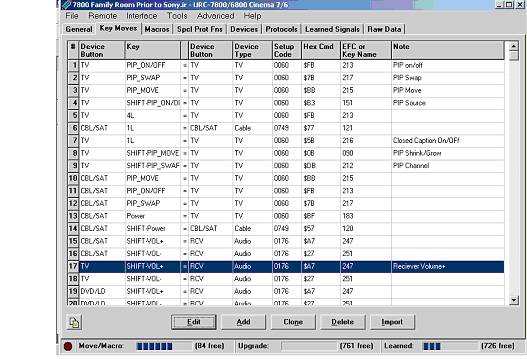 7800 Family Room Prior to Sony.ir - URC-7800/6800 Cinema 7/6
File Remote Interface Tools Advanced Help
General Key Moves Macros Spcl Prot Fns Devices Protocols Learned Signals Raw Data
# Device Button Key Device Button Device Type Setup Code Hex Cmd EFC or Key Name Note
1 TV PIP_ON/OFF = TV TV 0060 $FB 213 PIP on/off
2 TV PIP_SWAP = TV TV 0060 $7B 217 PIP Swap
3 TV PIP_MOVE = TV TV 0060 $BB 215 PIP Move
4 TV SHIFT-PIP_ON/OI = TV TV 0060 $B3 151 PIP Source
5 TV 4L = TV TV 0060 $FB 213
6 CBL/SAT 1L = CBL/SAT Cable 0749 $77 121
7 TV 1L = TV TV 0060 $5B 216 Closed Caption On/Off
8 TV SHIFT-PIP_MOVE = TV TV 0060 $0B 090 PIP Shrink/Grow
9 TV SHIFT-PIP_SWAF = TV TV 0060 $DB 212 PIP Channel
10 CBL/SAT PIP_MOVE = TV TV 0060 $BB 215
11 CBL/SAT PIP_ON/OFF = TV TV 0060 $FB 213
12 CBL/SAT PIP_SWAP = TV TV 0060 $7B 217
13 CBL/SAT Power = TV TV 0060 $BF 183
14 CBL/SAT SHIFT-Power = CBL/SAT Cable 0749 $57 120
15 CBL/SAT SHIFT-VOL+ = RCV Audio 0176 $A7 247
16 CBL/SAT SHIFT-VOL- = RCV Audio 0176 $27 251
17 TV SHIFT-VOL+ = RCV Audio 0176 $A7 247 Reciever Volume+
18 TV SHIFT-VOL- = RCV Audio 0176 $27 251
19 DVD/LD SHIFT-VOL+ = RCV Audio 0176 $A7 247
20 DVD/LD SHIFT-VOL- = RCV Audio 0176 $27 251
Edit Add Clone Delete Import
Move/Macro: (84 free) Upgrade: (761 free) Learned: (726 free)